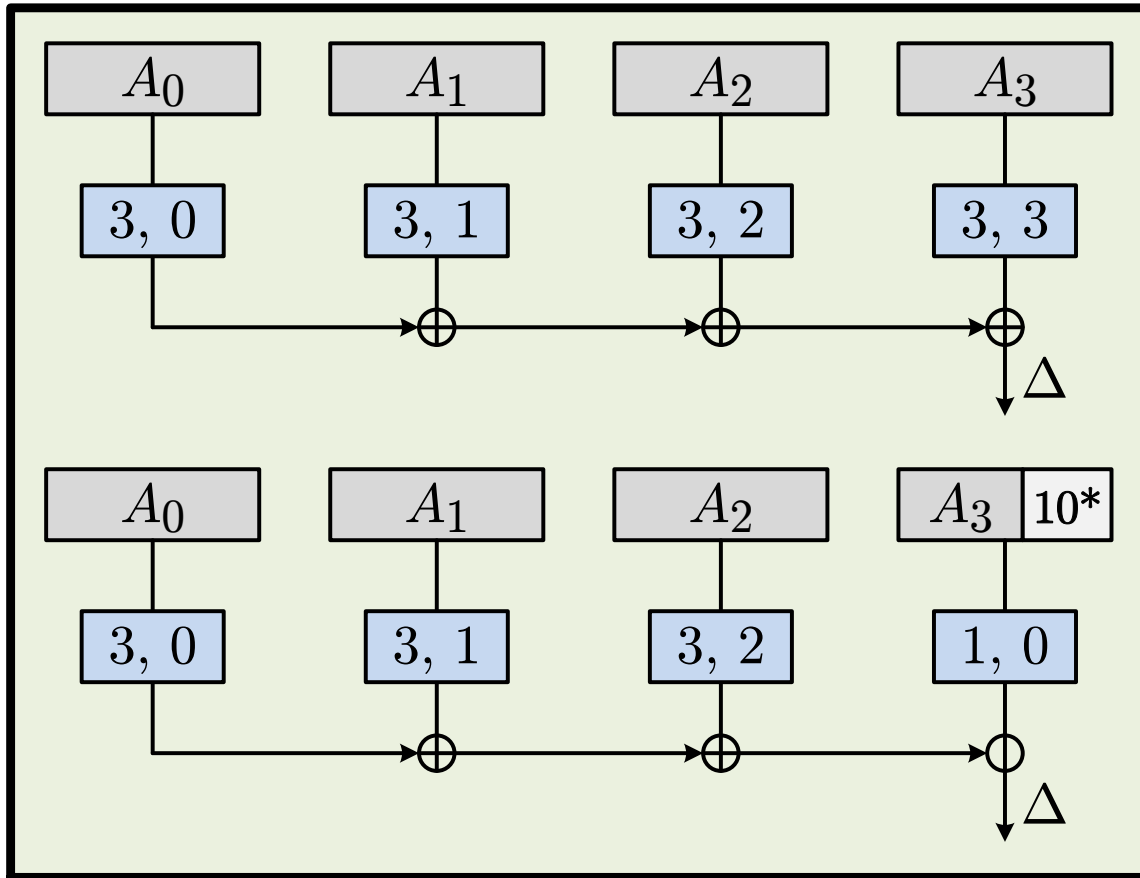 A₀ A₁ A₂ A₃
3, 0 3, 1 3, 2 3, 3
Δ
A₀ A₁ A₂ A₃ 10*
3, 0 3, 1 3, 2 1, 0
Δ